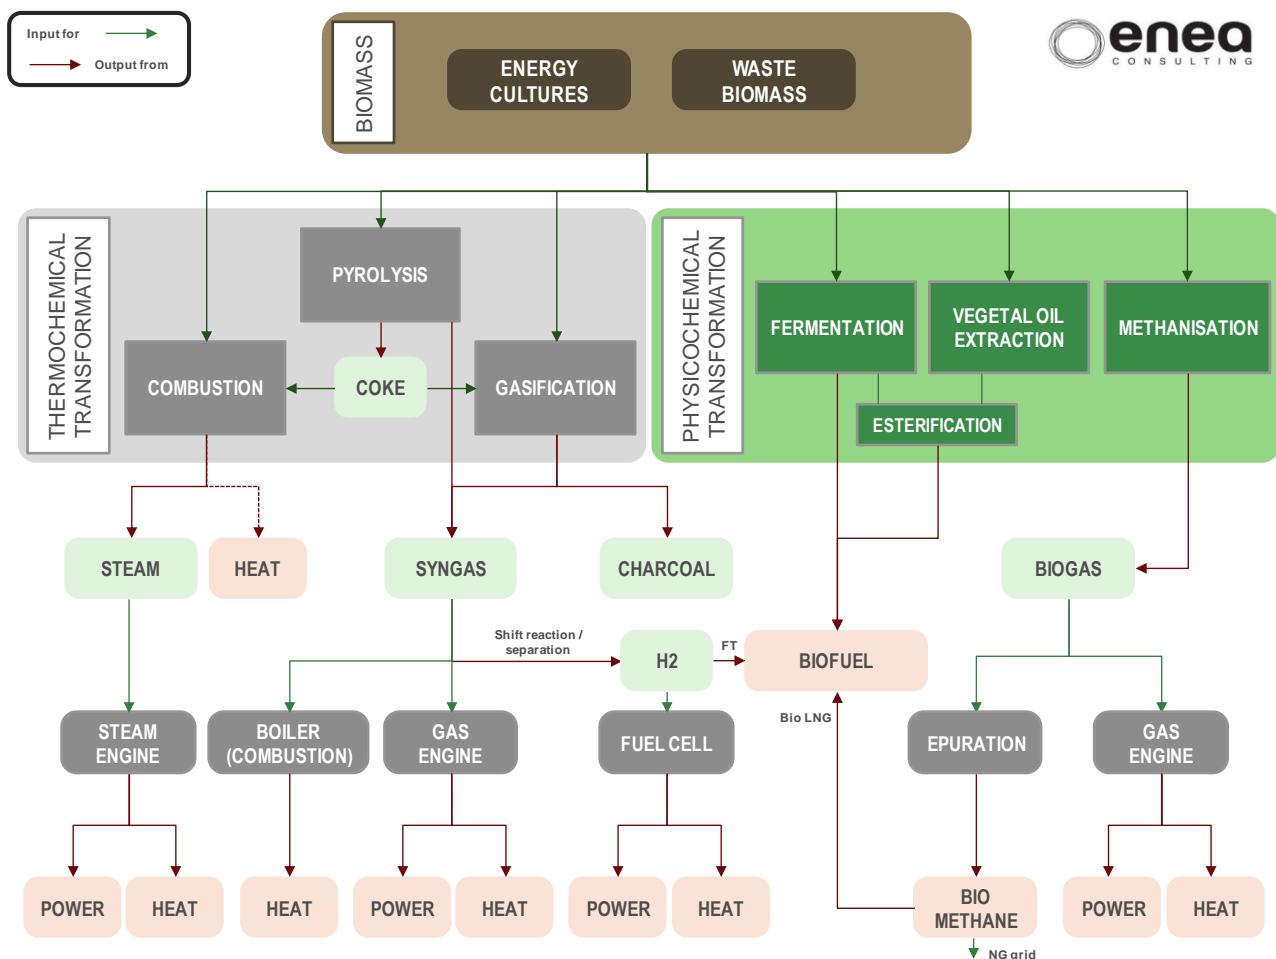 Input for
Output from
enea
CONSULTING
BIOMASS
ENERGY
CULTURES
WASTE
BIOMASS
THERMOCHEMICAL
TRANSFORMATION
PYROLYSIS
COMBUSTION
COKE
GASIFICATION
PHYSICOCHEMICAL
TRANSFORMATION
FERMENTATION
VEGETAL OIL
EXTRACTION
METHANISATION
ESTERIFICATION
STEAM
HEAT
SYNGAS
CHARCOAL
BIOGAS
Shift reaction /
separation
H2
FT
BIOFUEL
Bio LNG
STEAM
ENGINE
BOILER
(COMBUSTION)
GAS
ENGINE
FUEL CELL
EPURATION
GAS
ENGINE
POWER
HEAT
HEAT
POWER
HEAT
POWER
HEAT
BIO
METHANE
POWER
HEAT
NG grid